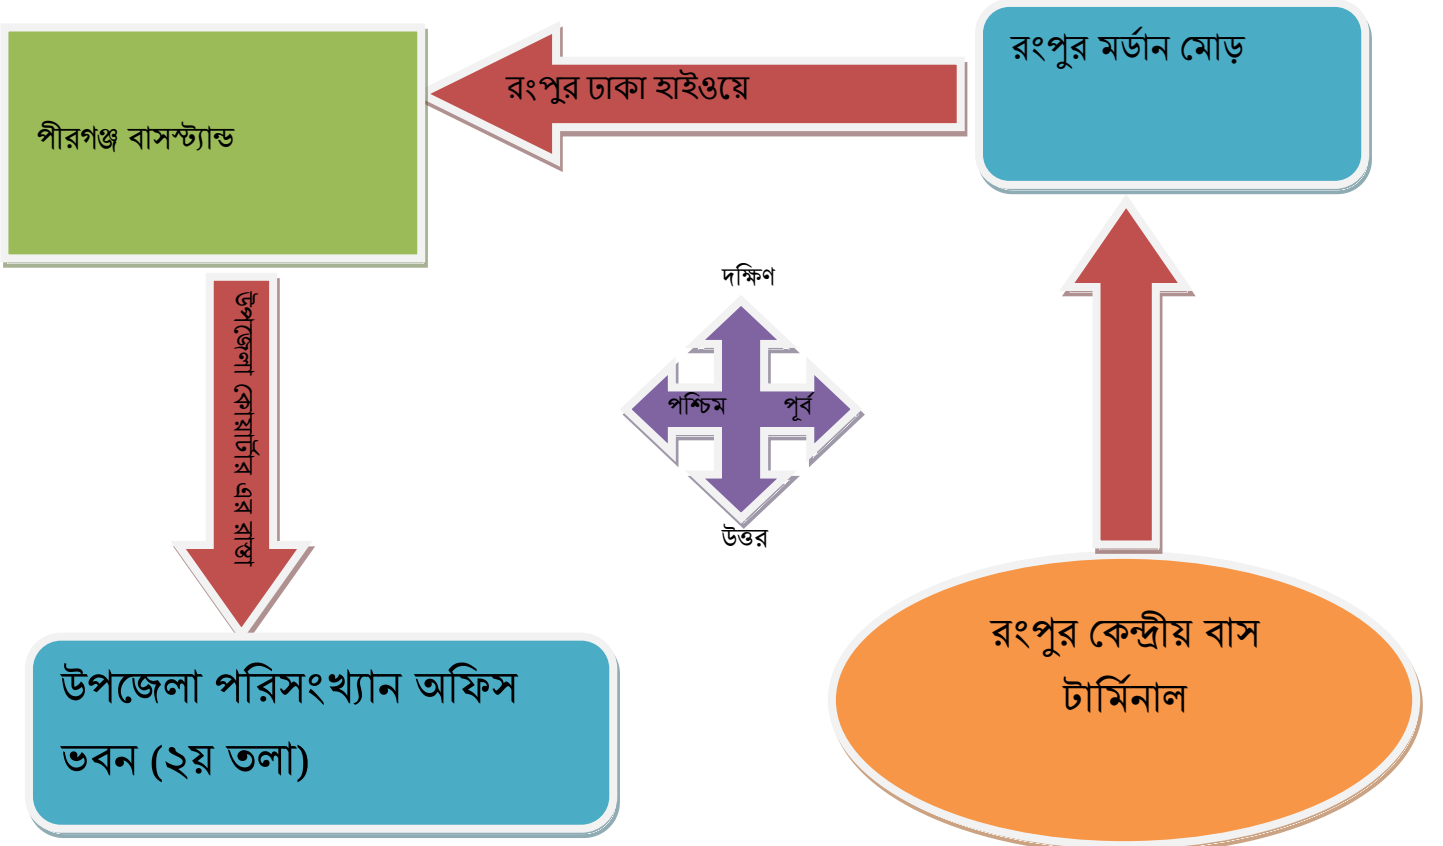 রংপুর মর্ডান মোড়
রংপুর ঢাকা হাইওয়ে
পীরগঞ্জ বাসস্ট্যান্ড
দক্ষিণ
উপজেলা কোয়ার্টার এর রাস্তা
পশ্চিম
পূর্ব
উত্তর
রংপুর কেন্দ্রীয় বাস
টার্মিনাল
উপজেলা পরিসংখ্যান অফিস
ভবন (২য় তলা)